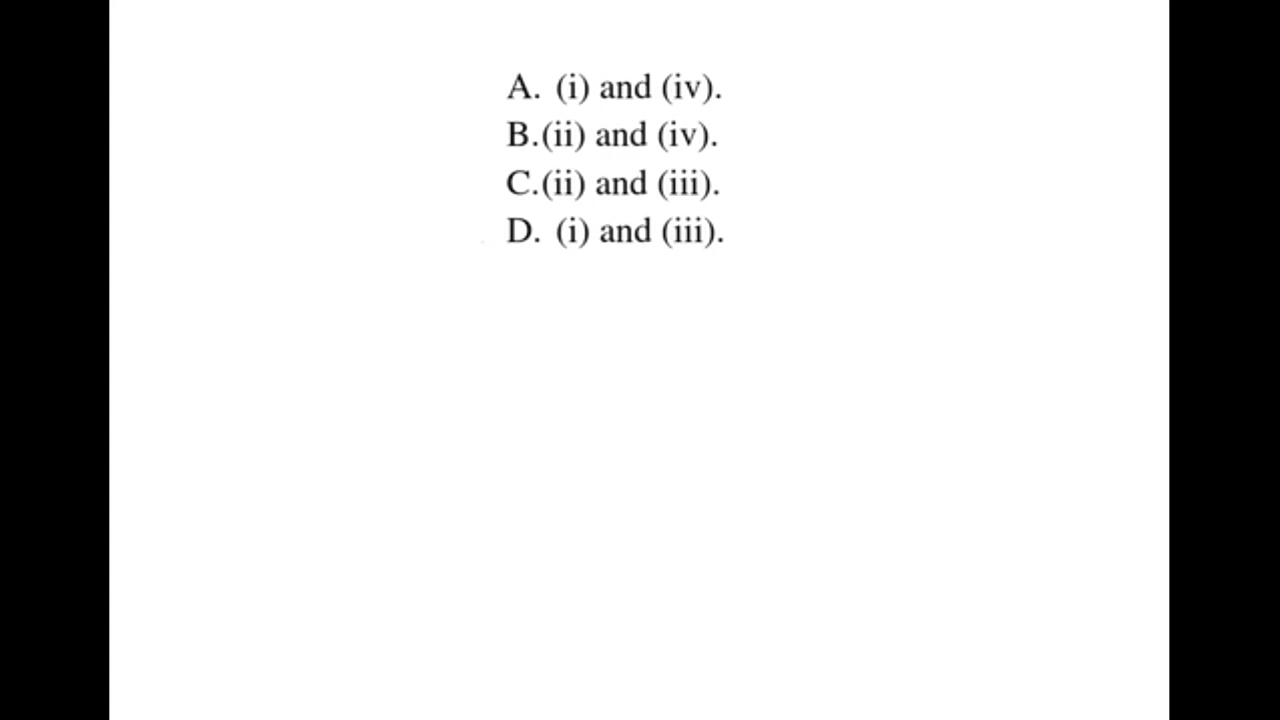 A. (i) and (iv).
B.(ii) and (iv).
C.(ii) and (iii).
D. (i) and (iii).